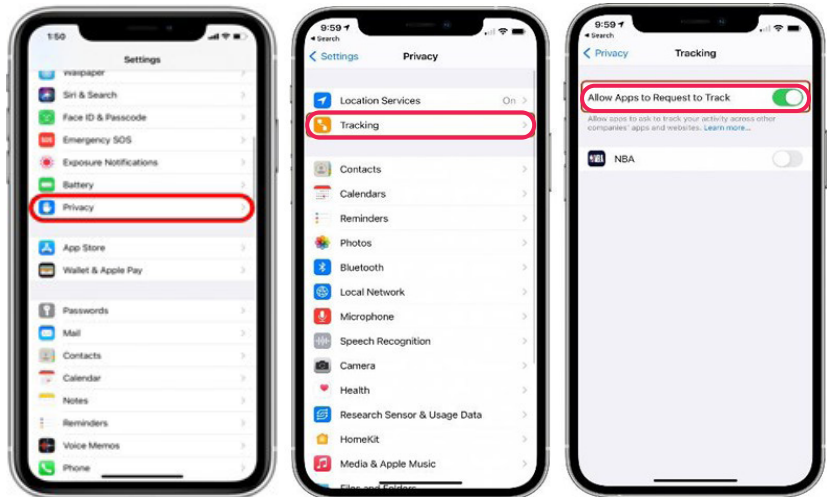 1:50
Settings
Wallpaper
Siri & Search
Face ID & Passcode
SOS
Emergency SOS
Exposure Notifications
Battery
Privacy
App Store
Wallet & Apple Pay
Passwords
Mail
Contacts
Calendar
Notes
Reminders
Voice Memos
Phone
9:59
Search
Settings
Privacy
Location Services
On
Tracking
Contacts
Calendars
Reminders
Photos
Bluetooth
Local Network
Microphone
Speech Recognition
Camera
Health
Research Sensor & Usage Data
HomeKit
Media & Apple Music
Files and Folders
9:59
Search
Privacy
Tracking
Allow Apps to Request to Track
Allow apps to ask to track your activity across other
companies' apps and websites. Learn more...
NBA